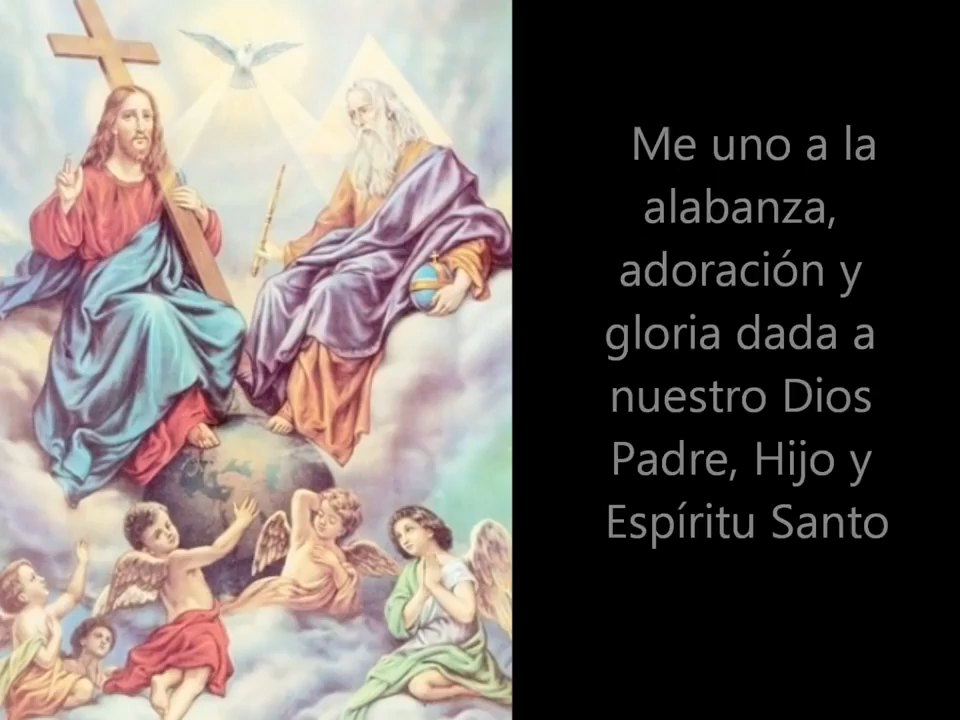 Me uno a la
alabanza,
adoración y
gloria dada a
nuestro Dios
Padre, Hijo y
Espíritu Santo